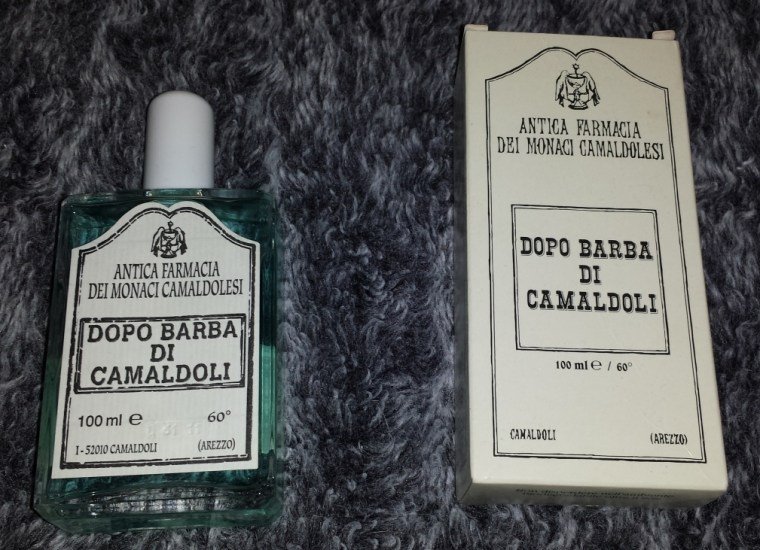 ANTICA FARMACIA
DEI MONACI CAMALDOLESI
DOPO BARBA
DI
CAMALDOLI
100 ml e
60°
I - 52010 CAMALDOLI
(AREZZO)
ANTICA FARMACIA
DEI MONACI CAMALDOLESI
DOPO BARBA
DI
CAMALDOLI
100 ml e / 60°
CAMALDOLI
(AREZZO)